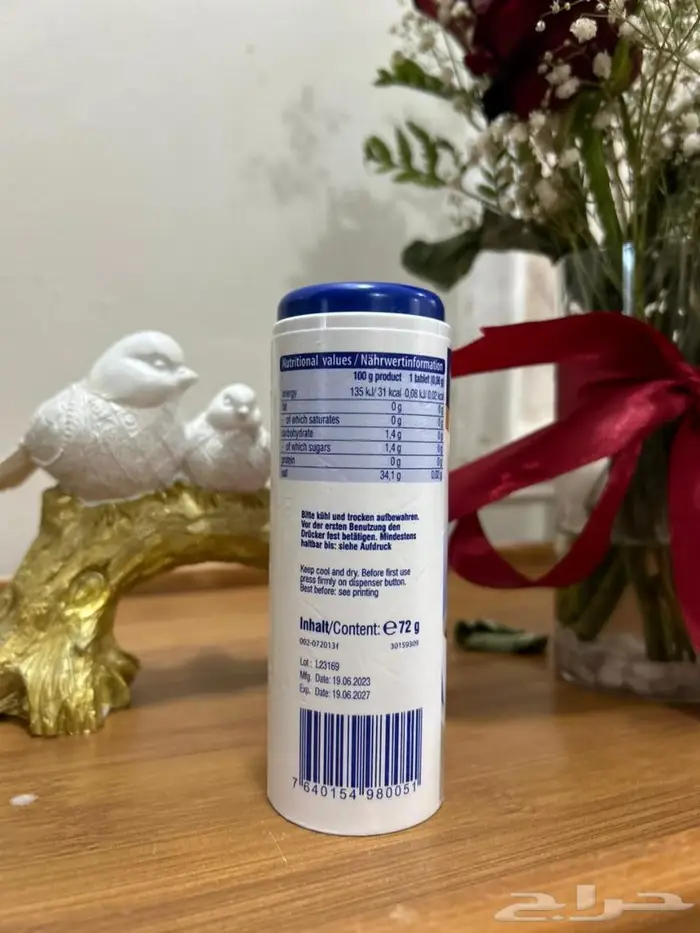 Nutritional values / Nährwertinformation
100 g product 1 tablet (0,06 g)
energy 135 kJ/ 31 kcal 0,08 kJ/ 0,02 kcal
fat 0 g 0 g
- of which saturates 0 g 0 g
carbohydrate 1,4 g 0 g
- of which sugars 1,4 g 0 g
protein 0 g 0 g
salt 34,1 g
Bitte kühl und trocken aufbewahren.
Vor der ersten Benutzung den
Drücker fest betätigen. Mindestens
haltbar bis: siehe Aufdruck
Keep cool and dry. Before first use
press firmly on dispenser button.
Best before: see printing
Inhalt/Content: ℮ 72 g
002-072013f 30159309
Lot : L23169
Mfg. Date: 19.06.2023
Exp. Date: 19.06.2027
7 640154 980051
حراج